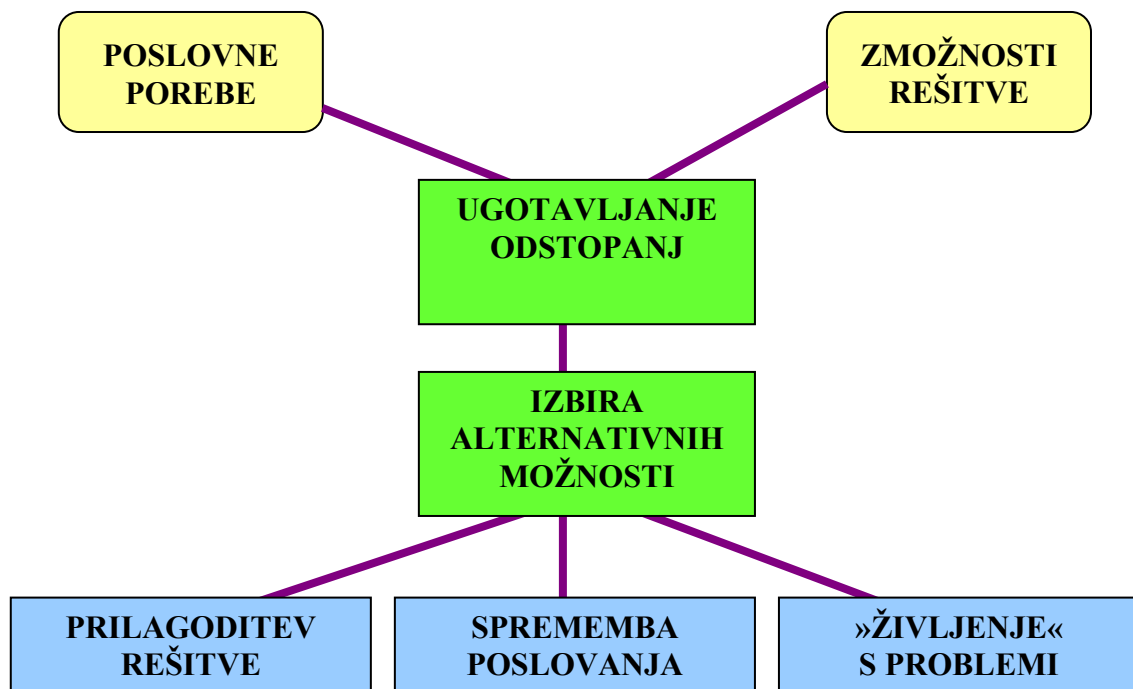 POSLOVNE
POREBE
ZMOŽNOSTI
REŠITVE
UGOTAVLJANJE
ODSTOPANJ
IZBIRA
ALTERNATIVNIH
MOŽNOSTI
PRILAGODITEV
REŠITVE
SPREMEMBA
POSLOVANJA
»ŽIVLJENJE«
S PROBLEMI